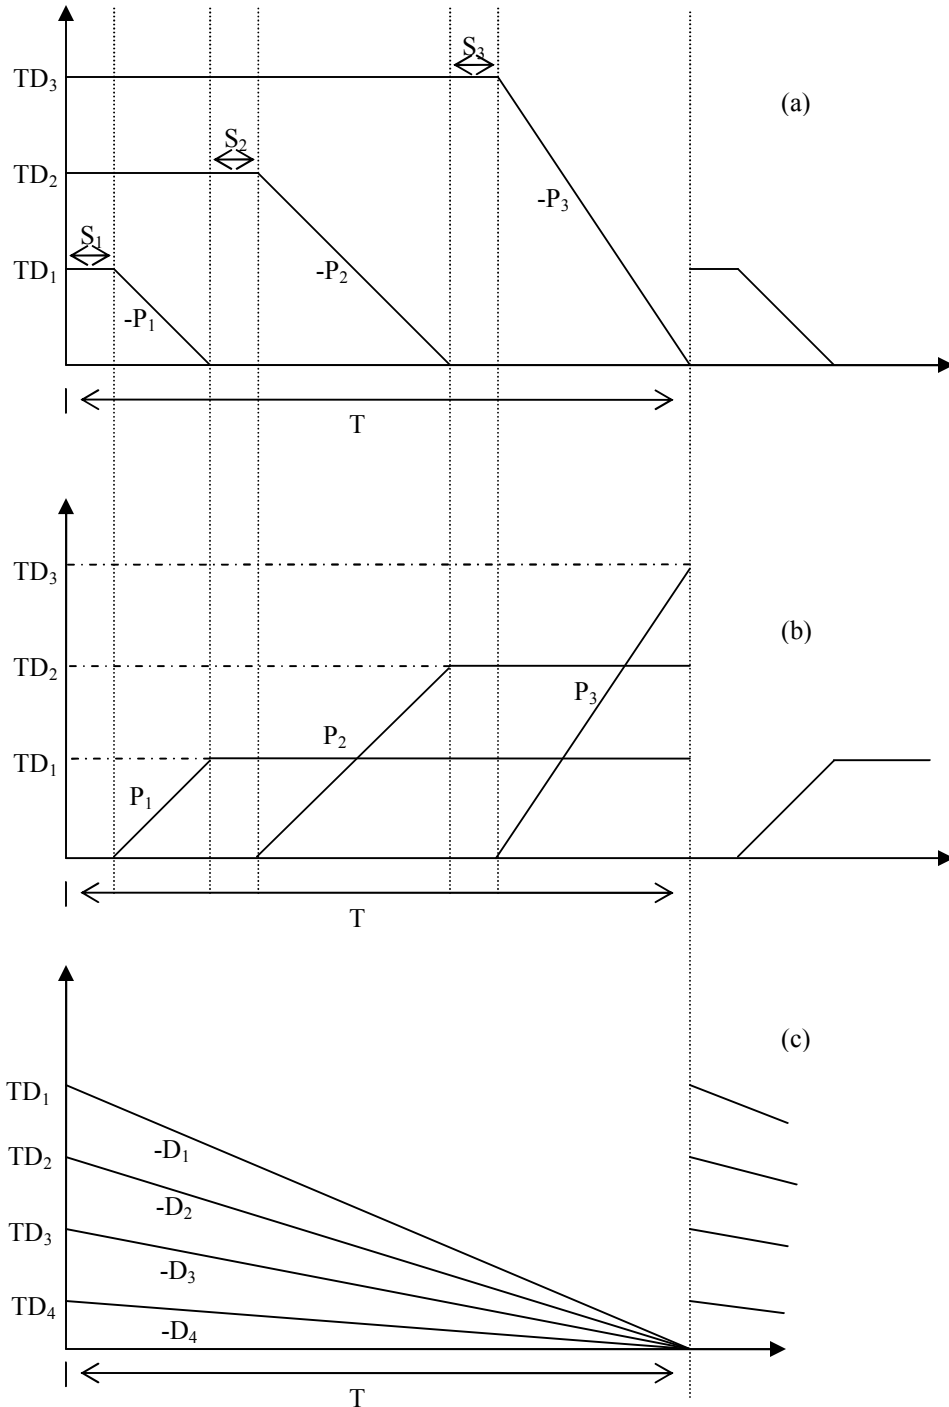 S₃
TD₃
(a)
S₂
TD₂
-P₃
S₁
TD₁
-P₂
-P₁
T
TD₃
(b)
TD₂
P₃
P₂
TD₁
P₁
T
(c)
TD₁
-D₁
TD₂
-D₂
TD₃
-D₃
TD₄
-D₄
T